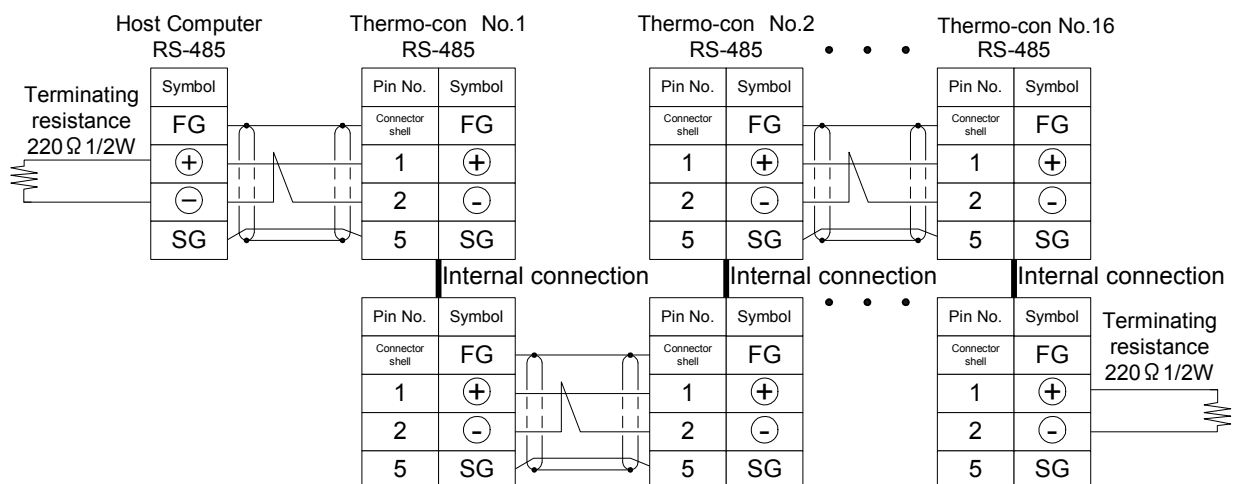 Host Computer
RS-485
Thermo-con No.1
RS-485
Thermo-con No.2
RS-485
• • •
Thermo-con No.16
RS-485
Terminating
resistance
220Ω1/2W
Symbol
FG
+
−
SG
Pin No. Symbol
Connector
shell
FG
1 +
2 -
5 SG
Pin No. Symbol
Connector
shell
FG
1 +
2 -
5 SG
Pin No. Symbol
Connector
shell
FG
1 +
2 -
5 SG
Internal connection
Internal connection
Internal connection
• • •
Pin No. Symbol
Connector
shell
FG
1 +
2 -
5 SG
Pin No. Symbol
Connector
shell
FG
1 +
2 -
5 SG
Pin No. Symbol
Connector
shell
FG
1 +
2 -
5 SG
Terminating
resistance
220Ω1/2W